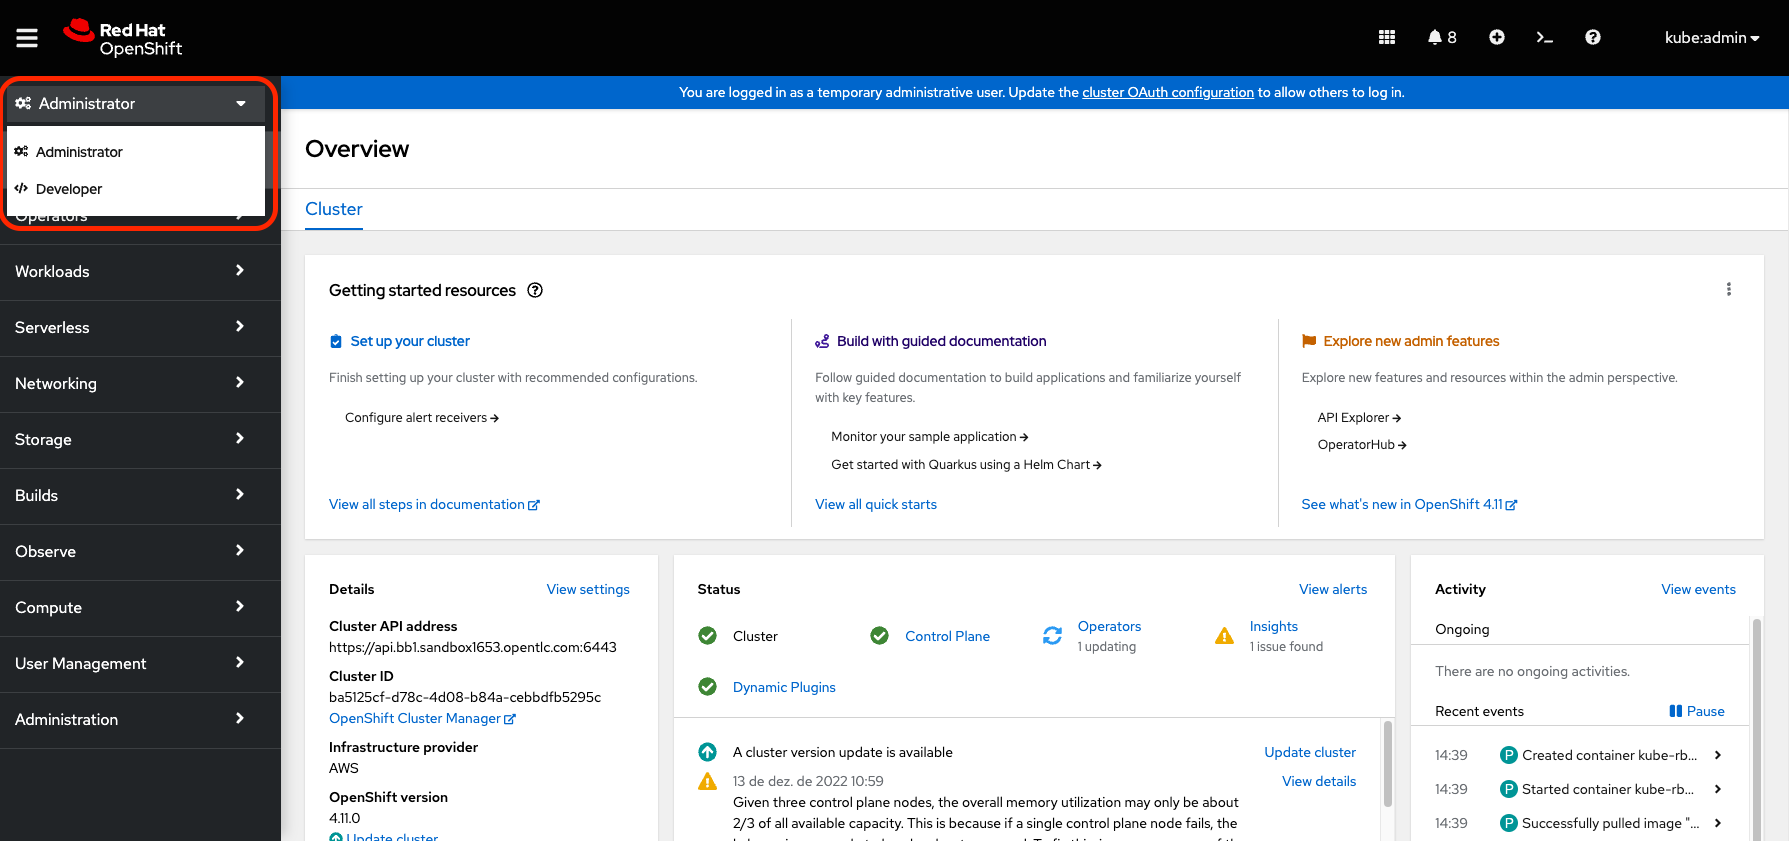 Red Hat
OpenShift
8
kube:admin
Administrator
Administrator
Developer
Operators
Workloads
Serverless
Networking
Storage
Builds
Observe
Compute
User Management
Administration
You are logged in as a temporary administrative user. Update the cluster OAuth configuration to allow others to log in.
Overview
Cluster
Getting started resources
Set up your cluster
Finish setting up your cluster with recommended configurations.
Configure alert receivers
View all steps in documentation
Build with guided documentation
Follow guided documentation to build applications and familiarize yourself
with key features.
Monitor your sample application
Get started with Quarkus using a Helm Chart
View all quick starts
Explore new admin features
Explore new features and resources within the admin perspective.
API Explorer
OperatorHub
See what's new in OpenShift 4.11
Details
View settings
Cluster API address
https://api.bb1.sandbox1653.opentlc.com:6443
Cluster ID
ba5125cf-d78c-4d08-b84a-cebbdfb5295c
OpenShift Cluster Manager
Infrastructure provider
AWS
OpenShift version
4.11.0
Update cluster
Status
View alerts
Cluster
Control Plane
Operators
1 updating
Insights
1 issue found
Dynamic Plugins
A cluster version update is available
Update cluster
13 de dez. de 2022 10:59
View details
Given three control plane nodes, the overall memory utilization may only be about
2/3 of all available capacity. This is because if a single control plane node fails, the
Activity
View events
Ongoing
There are no ongoing activities.
Recent events
Pause
14:39 P Created container kube-rb...
14:39 P Started container kube-rb...
14:39 P Successfully pulled image "...